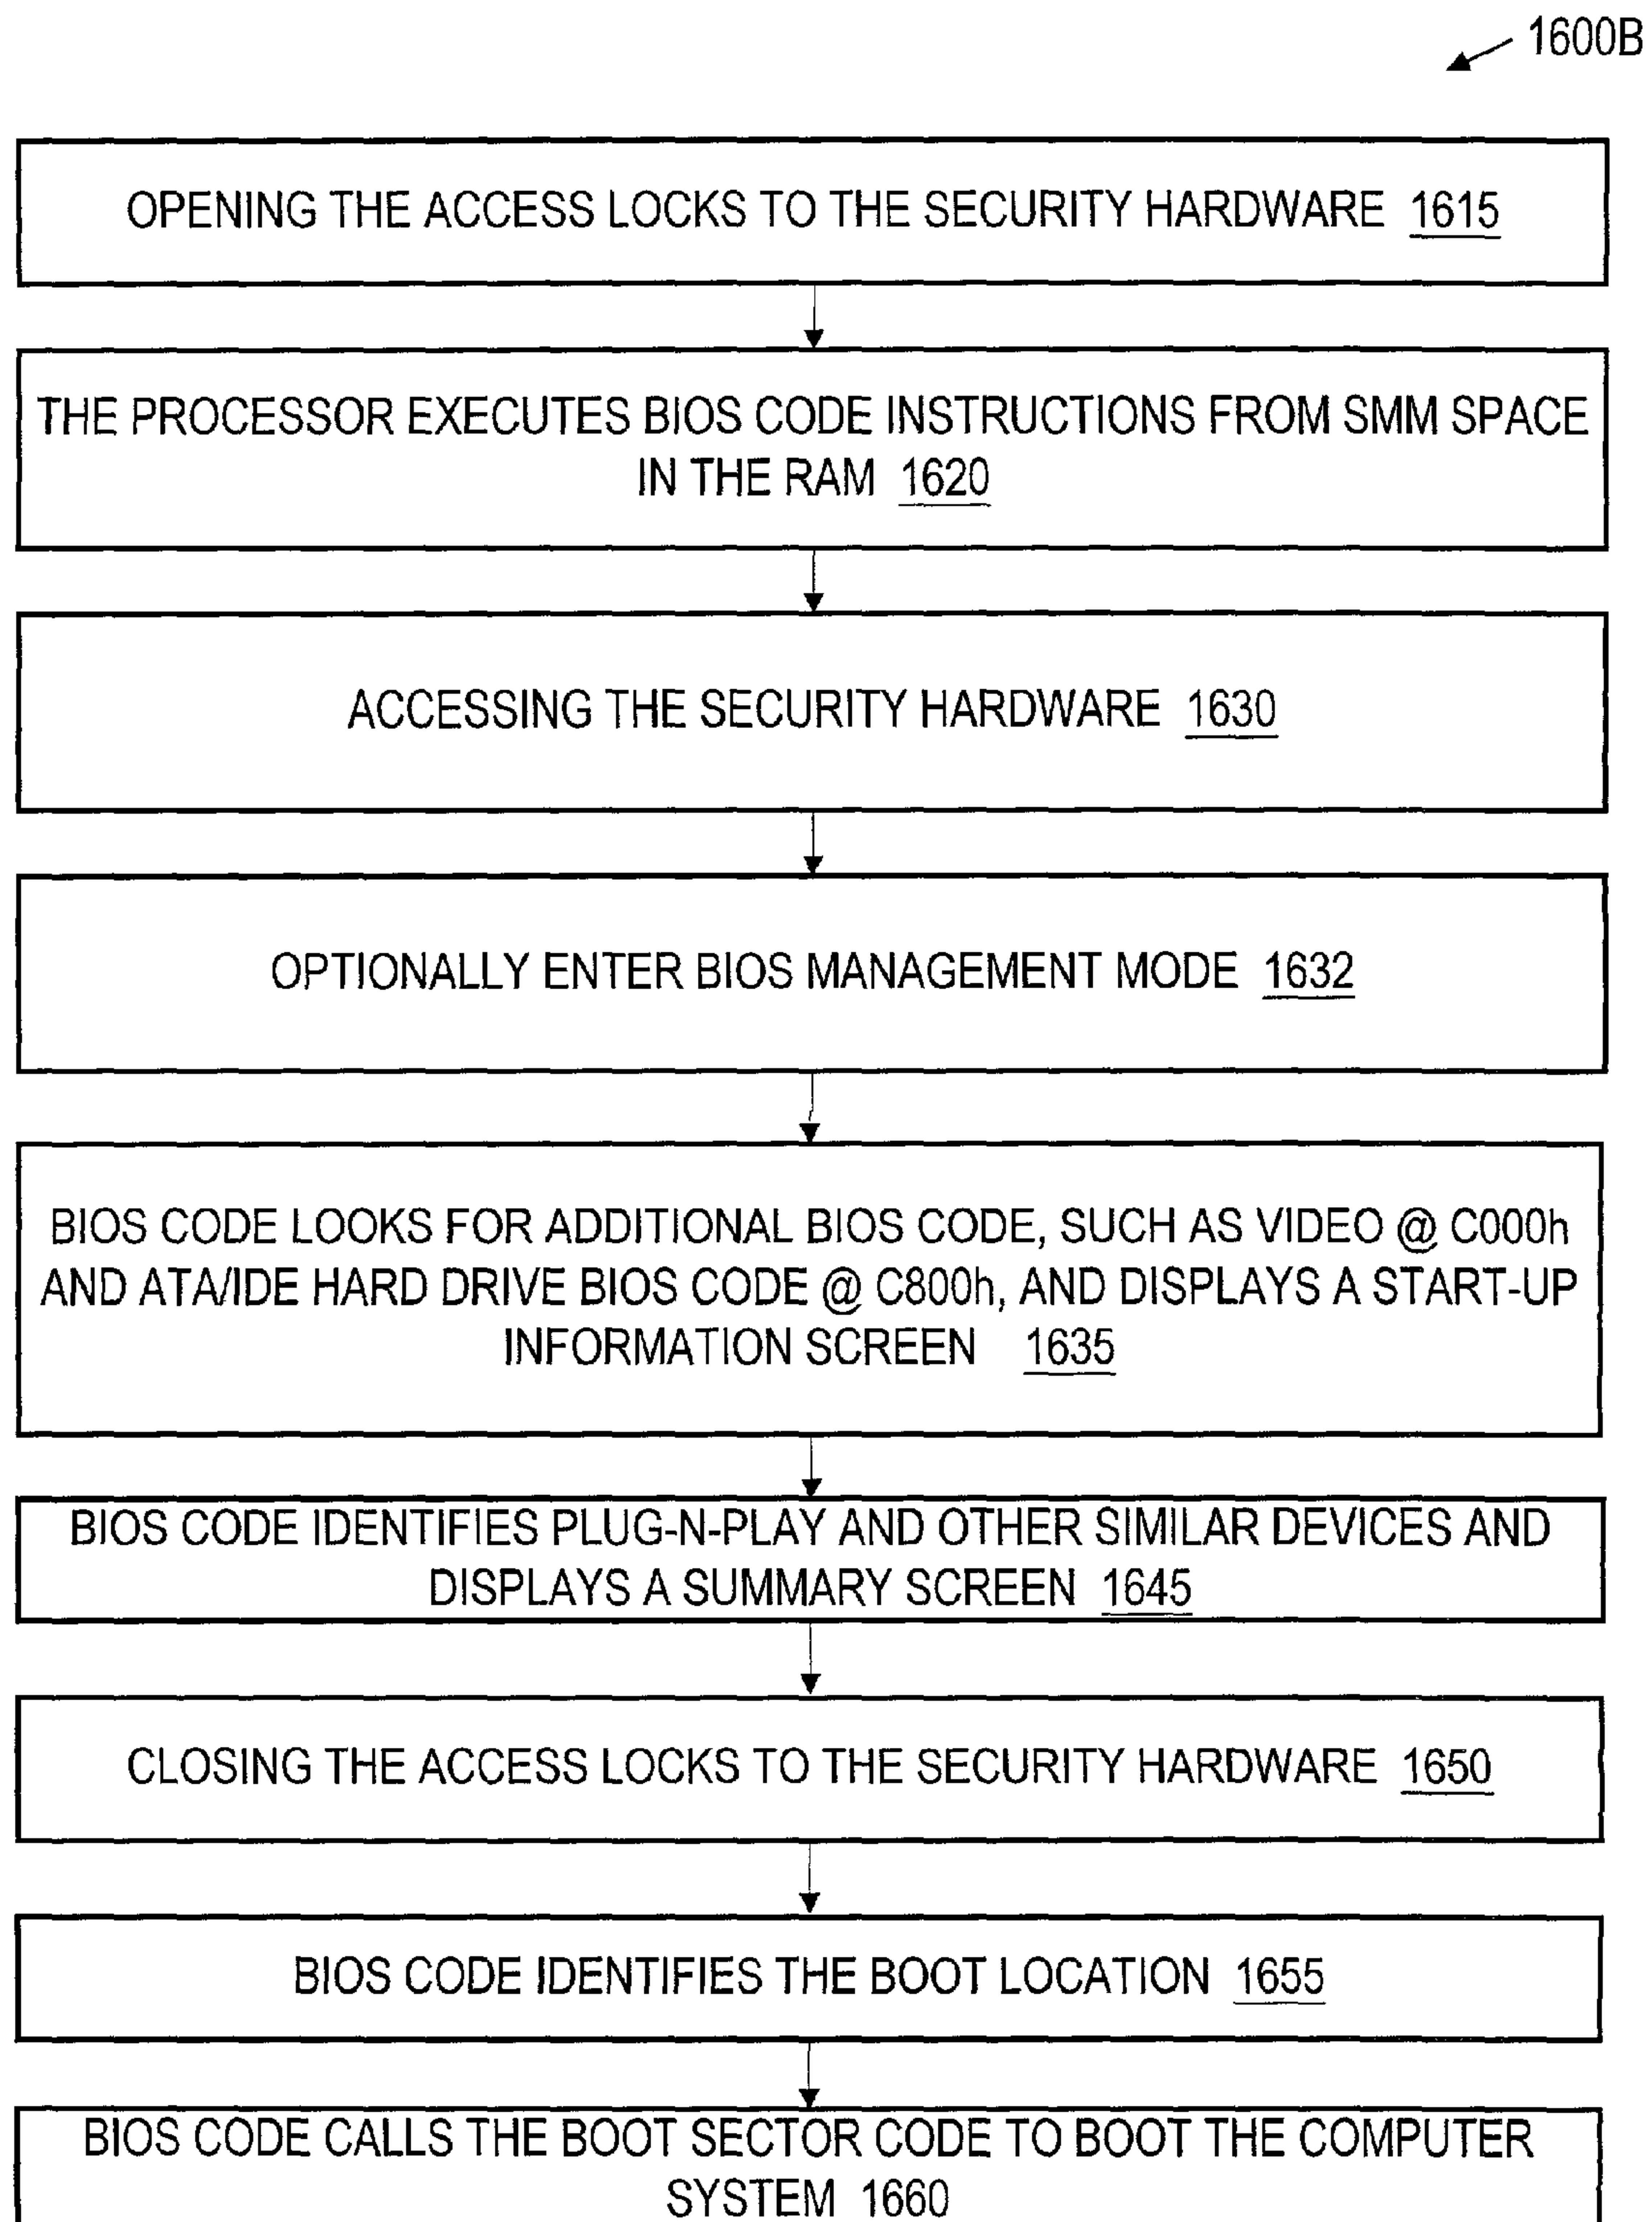 1600B
OPENING THE ACCESS LOCKS TO THE SECURITY HARDWARE 1615
THE PROCESSOR EXECUTES BIOS CODE INSTRUCTIONS FROM SMM SPACE
IN THE RAM 1620
ACCESSING THE SECURITY HARDWARE 1630
OPTIONALLY ENTER BIOS MANAGEMENT MODE 1632
BIOS CODE LOOKS FOR ADDITIONAL BIOS CODE, SUCH AS VIDEO @ C000h
AND ATA/IDE HARD DRIVE BIOS CODE @ C800h, AND DISPLAYS A START-UP
INFORMATION SCREEN 1635
BIOS CODE IDENTIFIES PLUG-N-PLAY AND OTHER SIMILAR DEVICES AND
DISPLAYS A SUMMARY SCREEN 1645
CLOSING THE ACCESS LOCKS TO THE SECURITY HARDWARE 1650
BIOS CODE IDENTIFIES THE BOOT LOCATION 1655
BIOS CODE CALLS THE BOOT SECTOR CODE TO BOOT THE COMPUTER
SYSTEM 1660